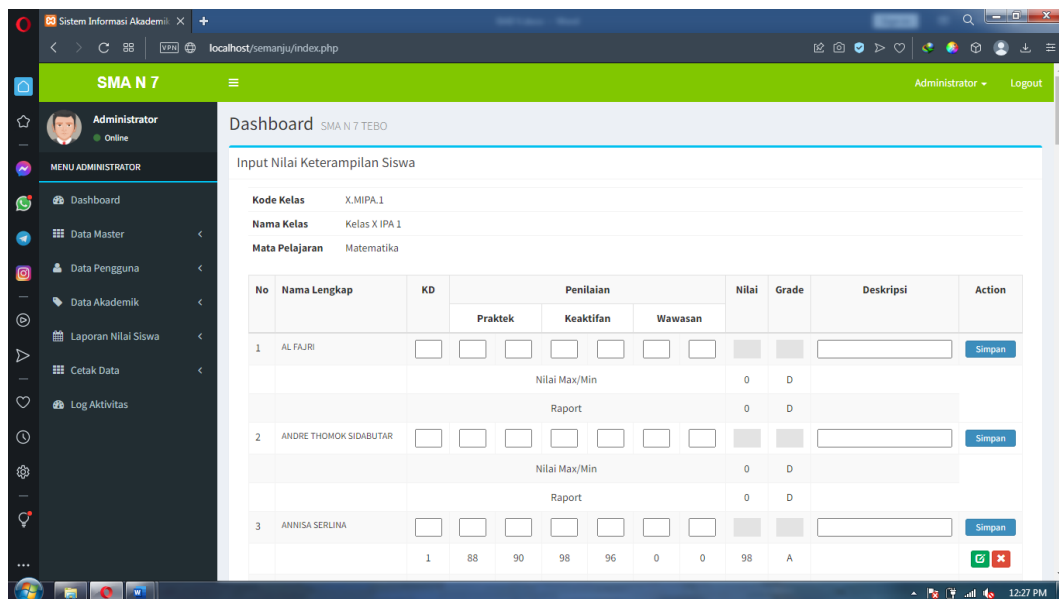 Sistem Informasi Akademi
VPN localhost/semanju/index.php
SMA N 7
Administrator Logout
Administrator
Online
Dashboard SMA N 7 TEBO
MENU ADMINISTRATOR
Input Nilai Keterampilan Siswa
Dashboard
Data Master
Data Pengguna
Data Akademik
Laporan Nilai Siswa
Cetak Data
Log Aktivitas
Kode Kelas X.MIPA.1
Nama Kelas Kelas X IPA 1
Mata Pelajaran Matematika
No Nama Lengkap KD Penilaian Nilai Grade Deskripsi Action
Praktek Keaktifan Wawasan
1 AL FAJRI Simpan
Nilai Max/Min 0 D
Raport 0 D
2 ANDRE THOMOK SIDABUTAR Simpan
Nilai Max/Min 0 D
Raport 0 D
3 ANNISA SERLINA Simpan
1 88 90 98 96 0 0 98 A
12:27 PM